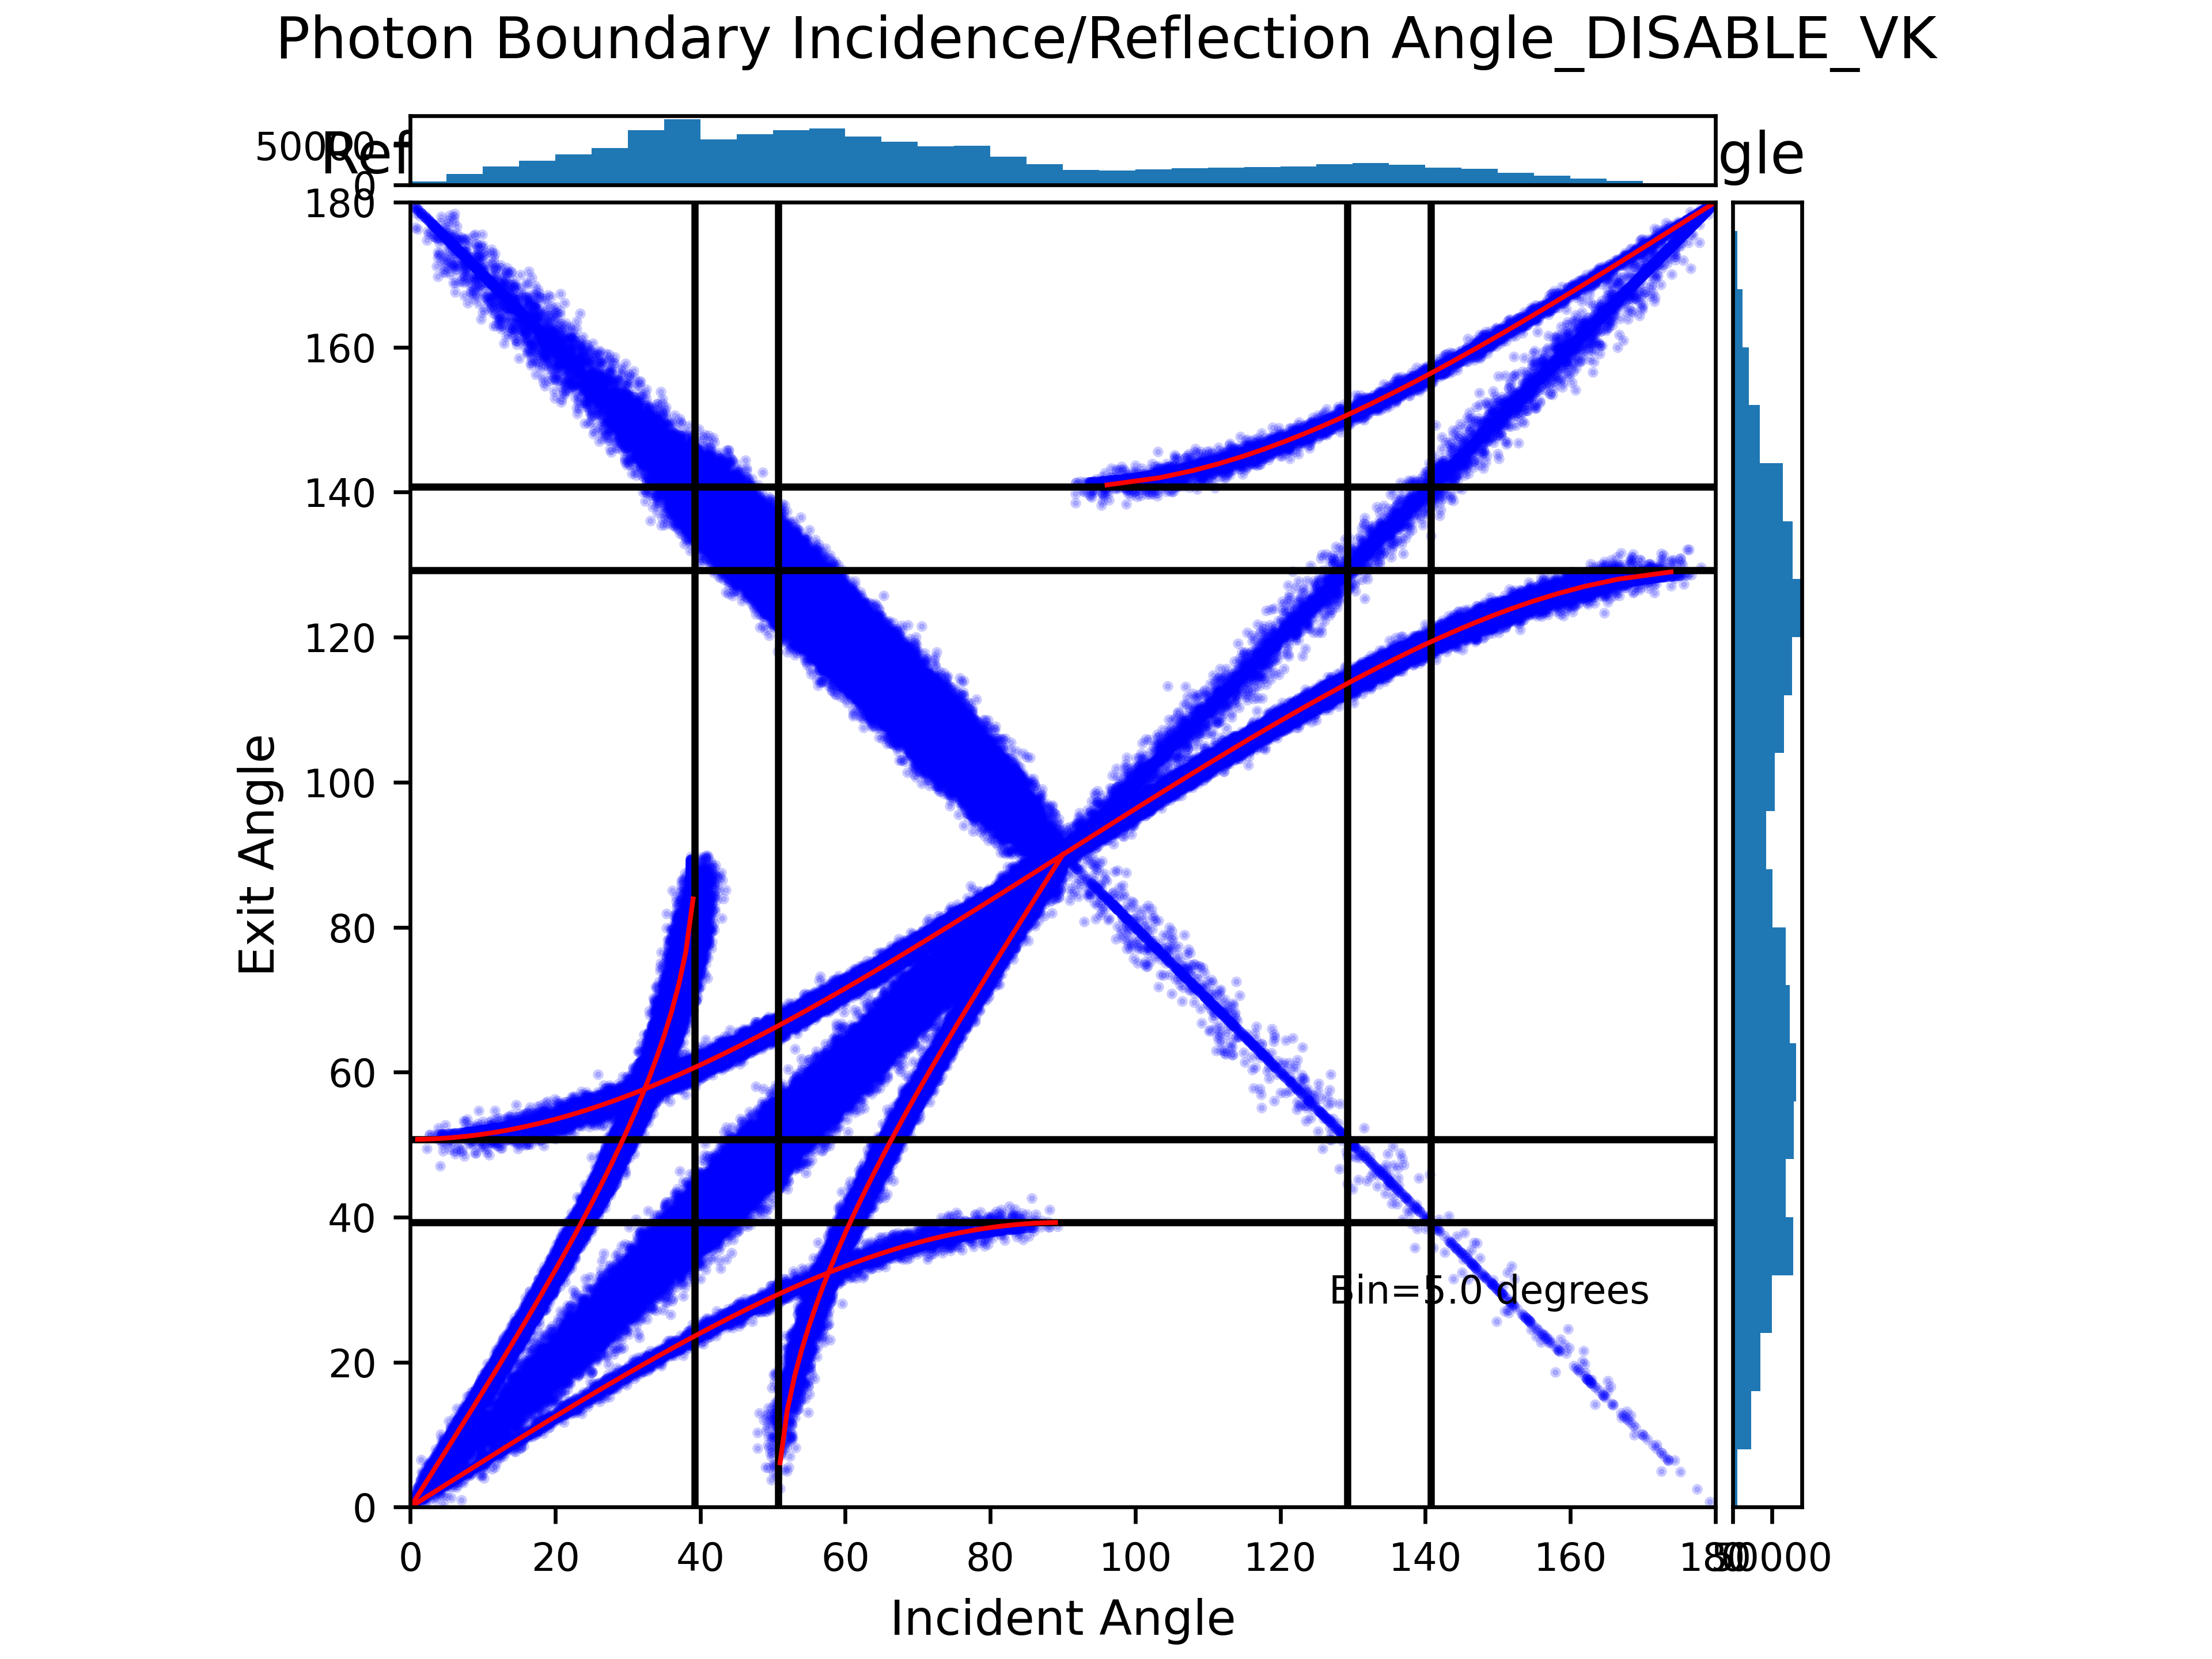 Photon Boundary Incidence/Reflection Angle_DISABLE_VK
gle
0
180
160
140
120
100
80
60
40
20
0
Exit Angle
Bin=5.0 degrees
0 20 40 60 80 100 120 140 160
Incident Angle